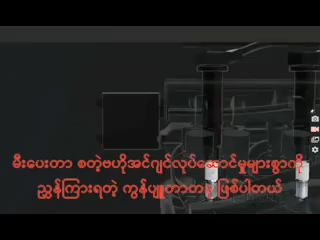 မီးပေးတာ စတဲ့ဗဟိုအင်ဂျင်လုပ်ဆောင်မှုများစွာကို
ညွှန်ကြားရတဲ့ ကွန်ပျူတာတခု ဖြစ်ပါတယ်